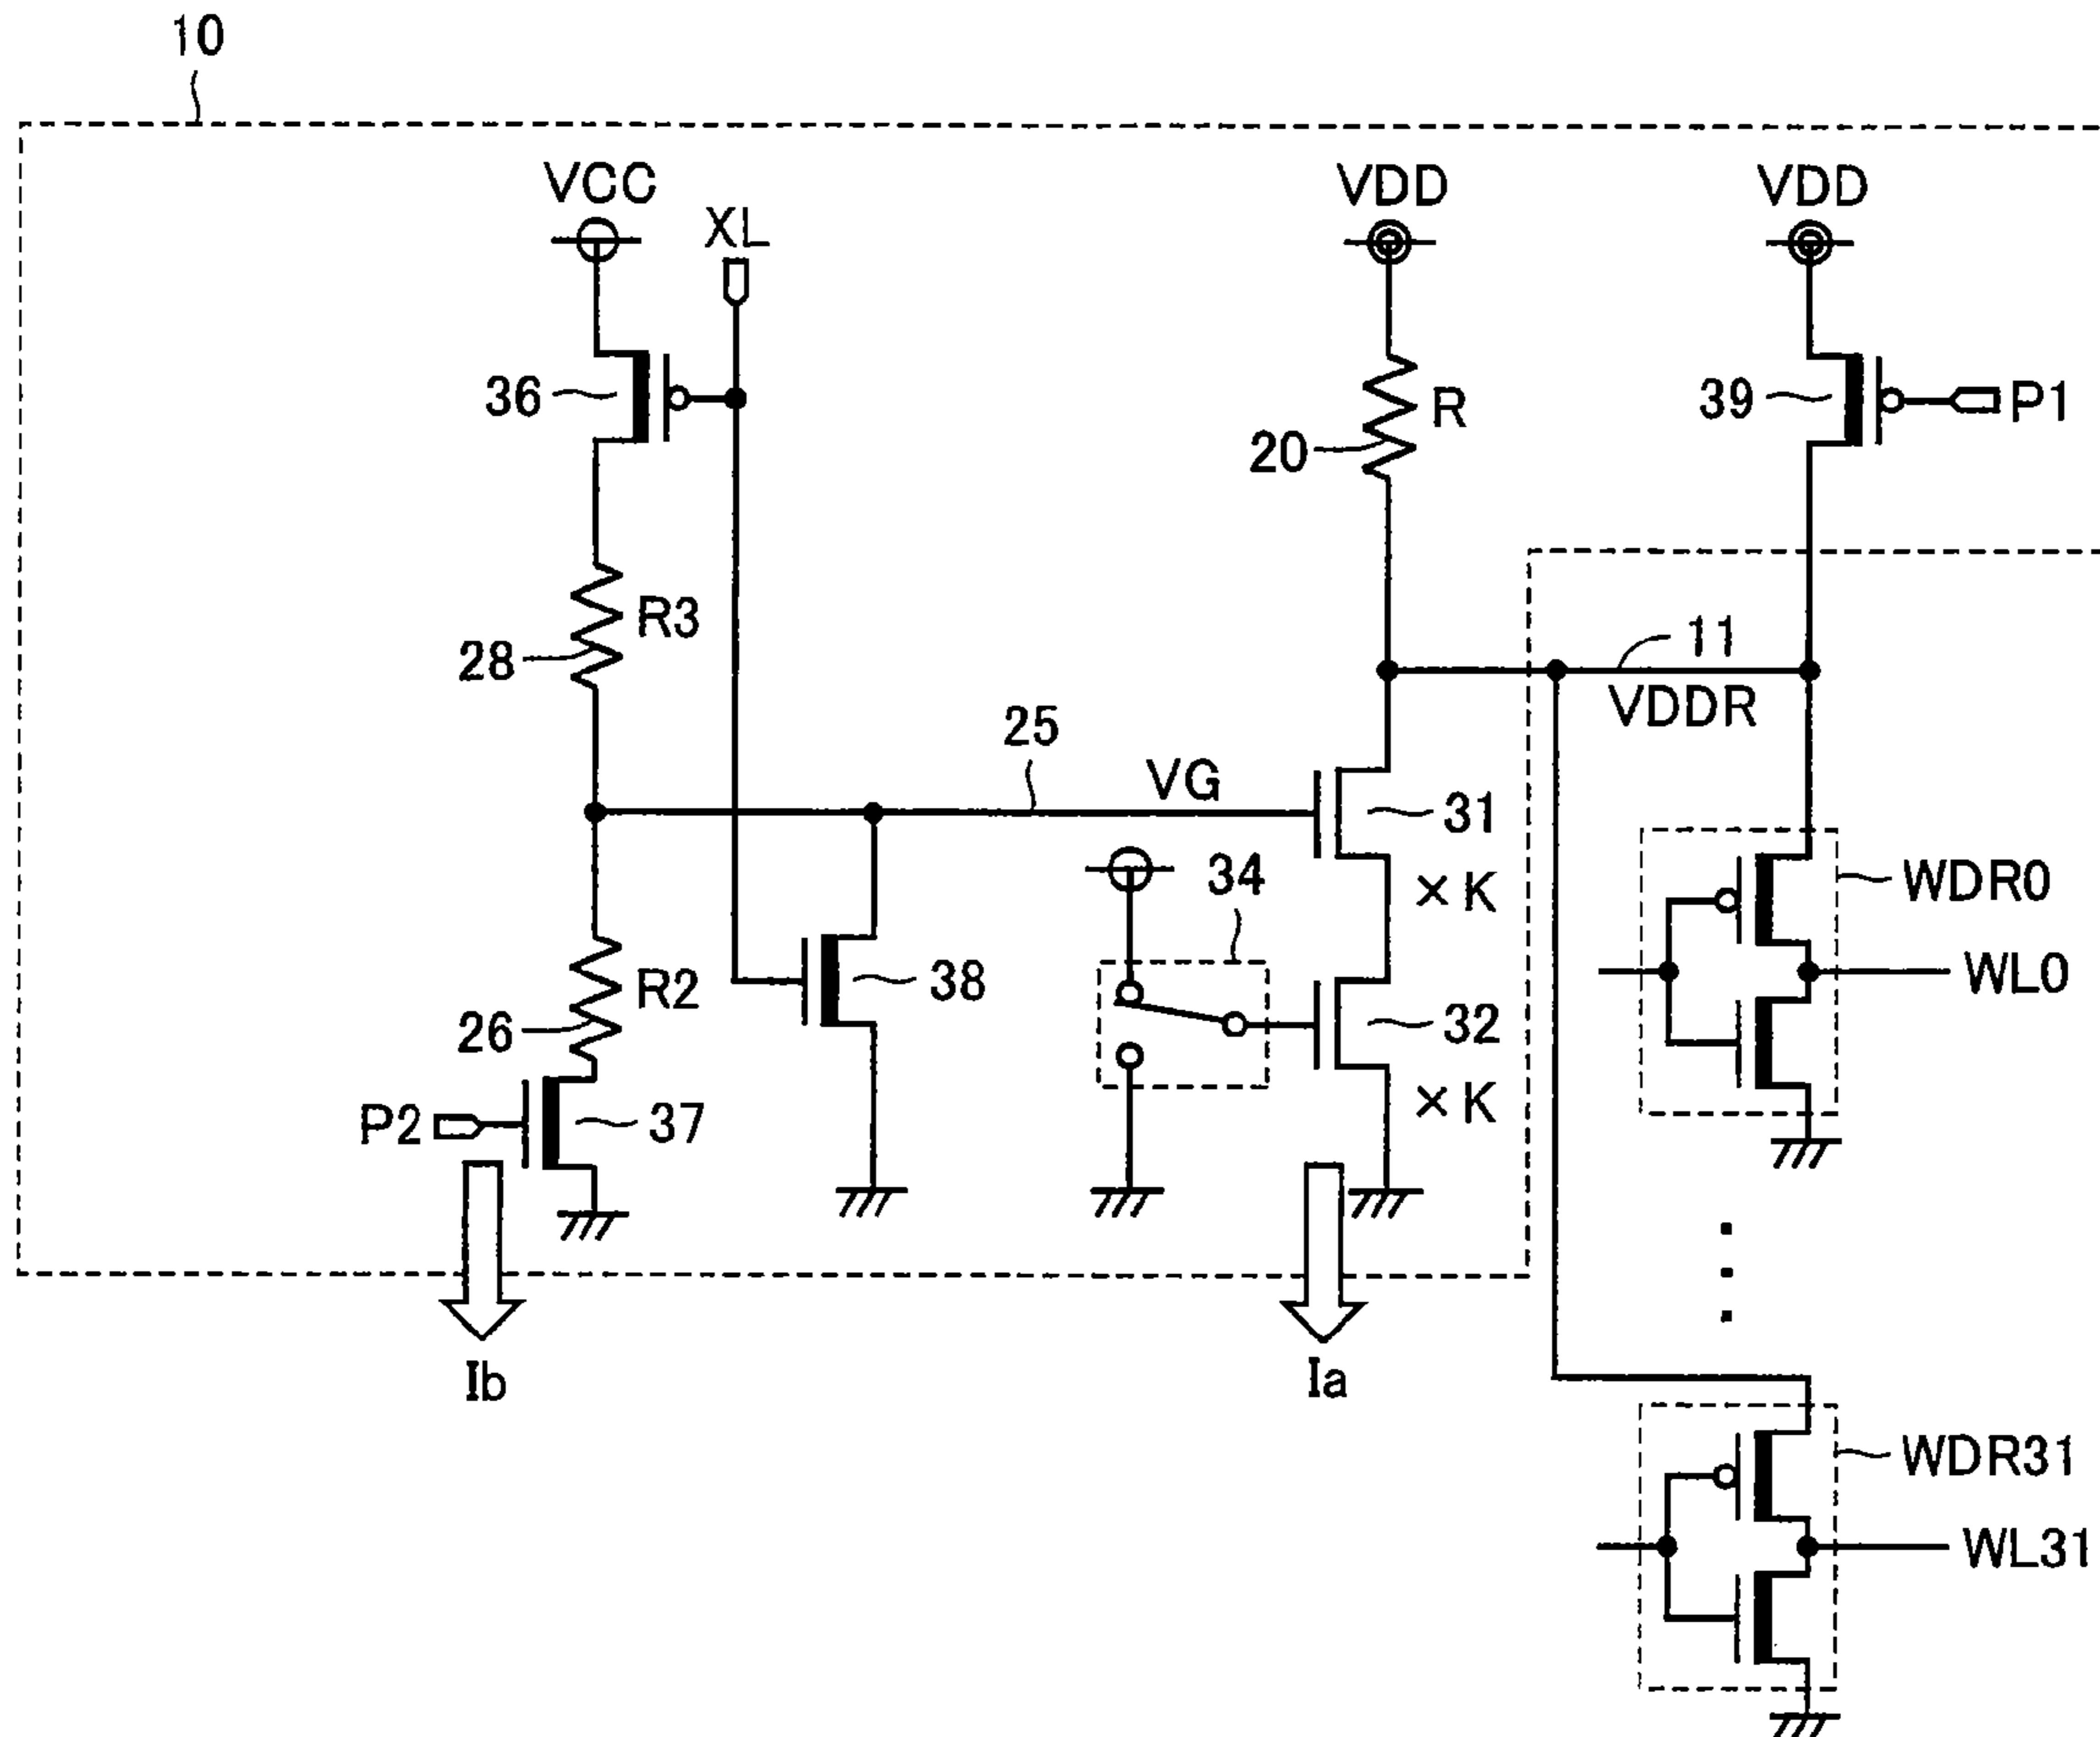 10
VCC
XL
VDD
VDD
36
R
20
39
P1
R3
28
11
VDDR
25
VG
31
×K
34
WDR0
WL0
R2
26
38
32
×K
P2
37
Ib
Ia
WDR31
WL31